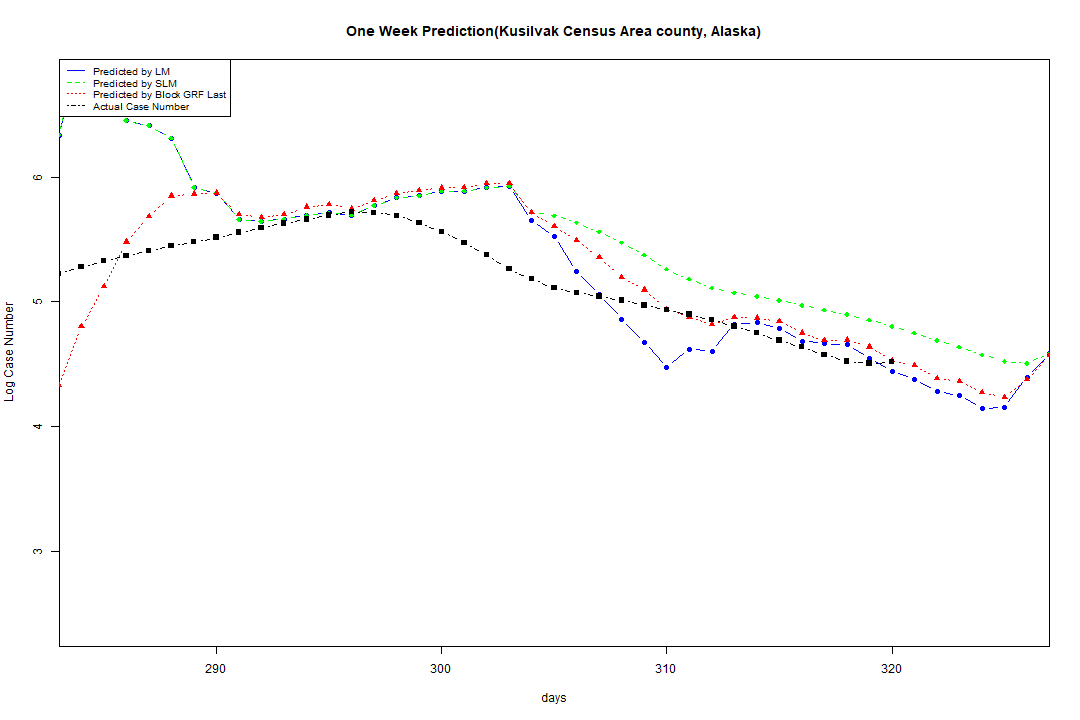 One Week Prediction(Kusilvak Census Area county, Alaska)
Predicted by LM
Predicted by SLM
Predicted by Block GRF Last
Actual Case Number
6
5
4
3
Log Case Number
290 300 310 320
days